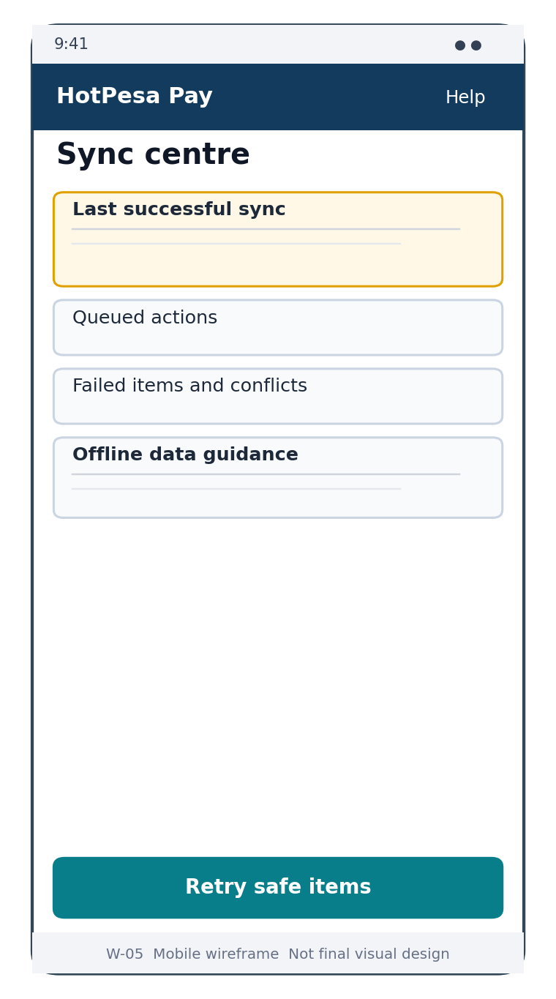 9:41
HotPesa Pay Help
Sync centre
Last successful sync
Queued actions
Failed items and conflicts
Offline data guidance
Retry safe items
W-05 Mobile wireframe Not final visual design